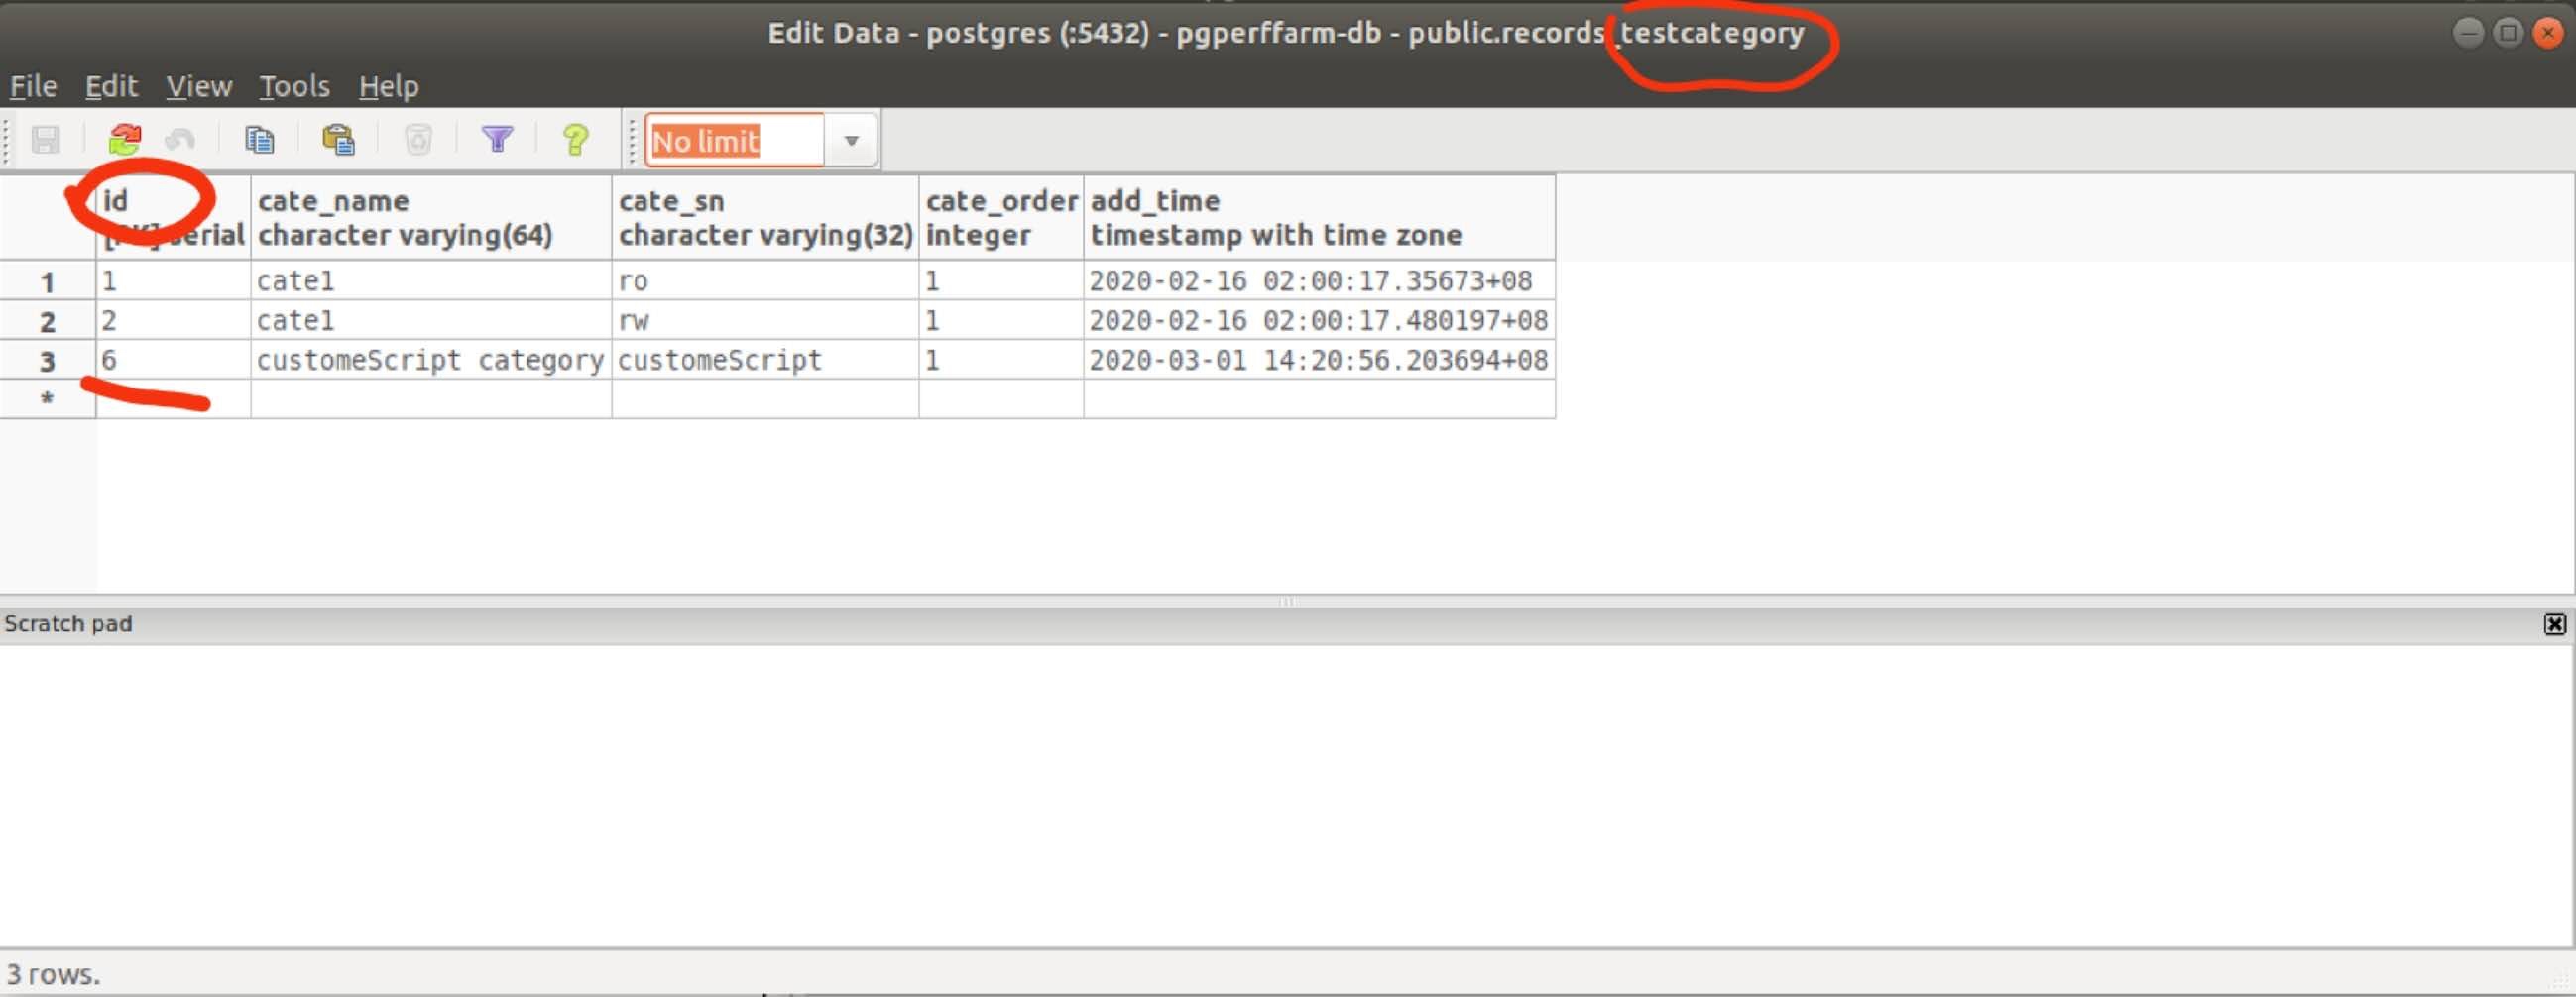 Edit Data - postgres (:5432) - pgperffarm-db - public.records_testcategory
File Edit View Tools Help
No limit
id cate_name cate_sn cate_order add_time
[PK] serial character varying(64) character varying(32) integer timestamp with time zone
1 1 cate1 ro 1 2020-02-16 02:00:17.35673+08
2 2 cate1 rw 1 2020-02-16 02:00:17.480197+08
3 6 customeScript category customeScript 1 2020-03-01 14:20:56.203694+08
*
Scratch pad
3 rows.